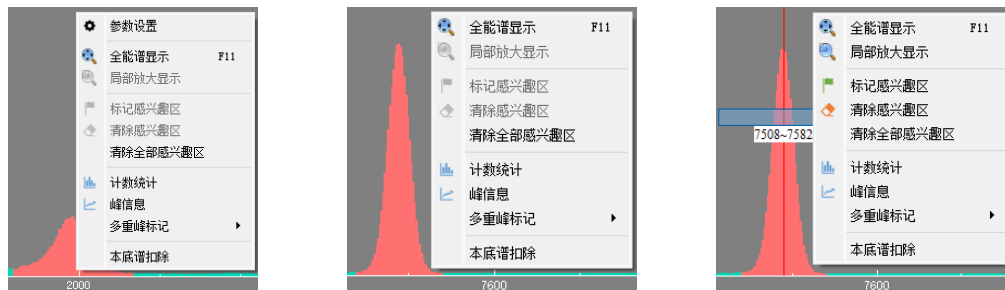 参数设置
全能谱显示 F11
局部放大显示
标记感兴趣区
清除感兴趣区
清除全部感兴趣区
计数统计
峰信息
多重峰标记
本底谱扣除
2000
全能谱显示 F11
局部放大显示
标记感兴趣区
清除感兴趣区
清除全部感兴趣区
计数统计
峰信息
多重峰标记
本底谱扣除
7600
全能谱显示 F11
局部放大显示
标记感兴趣区
清除感兴趣区
清除全部感兴趣区
7508~7582
计数统计
峰信息
多重峰标记
本底谱扣除
7600